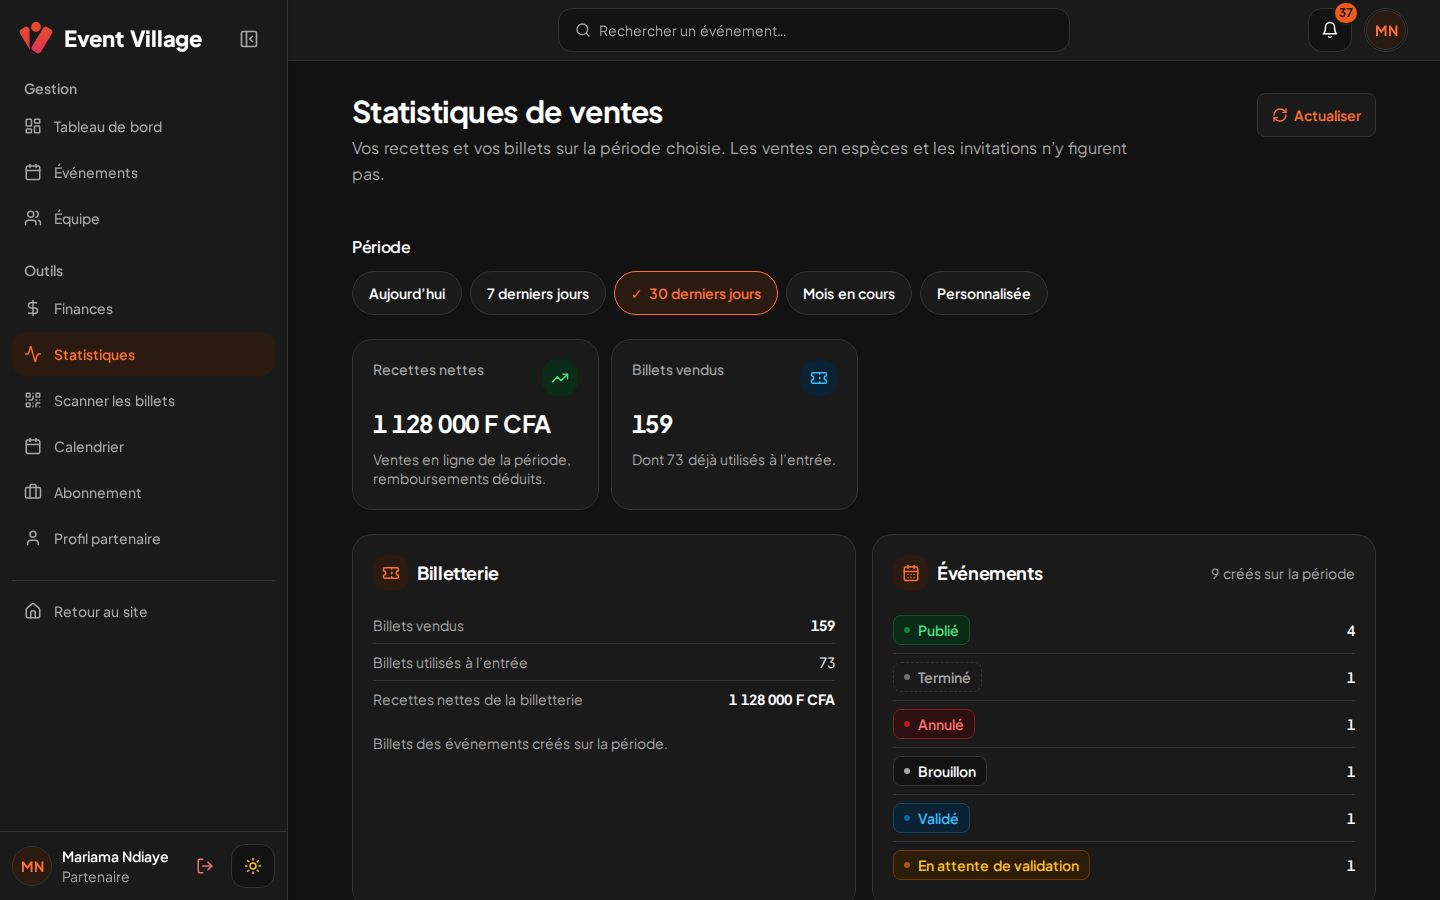 Event Village
Gestion
Tableau de bord
Événements
Équipe
Outils
Finances
Statistiques
Scanner les billets
Calendrier
Abonnement
Profil partenaire
Retour au site
MN
Mariama Ndiaye
Partenaire
Rechercher un événement…
37
MN
Statistiques de ventes
Actualiser
Vos recettes et vos billets sur la période choisie. Les ventes en espèces et les invitations n’y figurent
pas.
Période
Aujourd’hui
7 derniers jours
✓ 30 derniers jours
Mois en cours
Personnalisée
Recettes nettes
1 128 000 F CFA
Ventes en ligne de la période,
remboursements déduits.
Billets vendus
159
Dont 73 déjà utilisés à l’entrée.
Billetterie
Billets vendus 159
Billets utilisés à l’entrée 73
Recettes nettes de la billetterie 1 128 000 F CFA
Billets des événements créés sur la période.
Événements 9 créés sur la période
Publié 4
Terminé 1
Annulé 1
Brouillon 1
Validé 1
En attente de validation 1